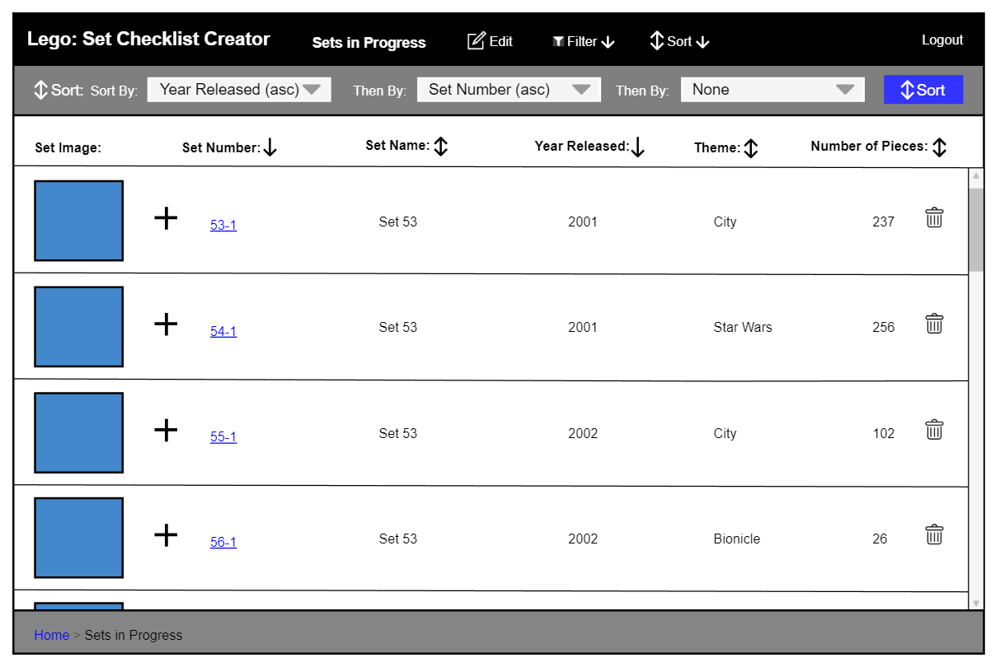 Lego: Set Checklist Creator Sets in Progress Edit Filter Sort Logout
Sort: Sort By: Year Released (asc) Then By: Set Number (asc) Then By: None Sort
Set Image: Set Number: Set Name: Year Released: Theme: Number of Pieces:
53-1 Set 53 2001 City 237
54-1 Set 53 2001 Star Wars 256
55-1 Set 53 2002 City 102
56-1 Set 53 2002 Bionicle 26
Home > Sets in Progress